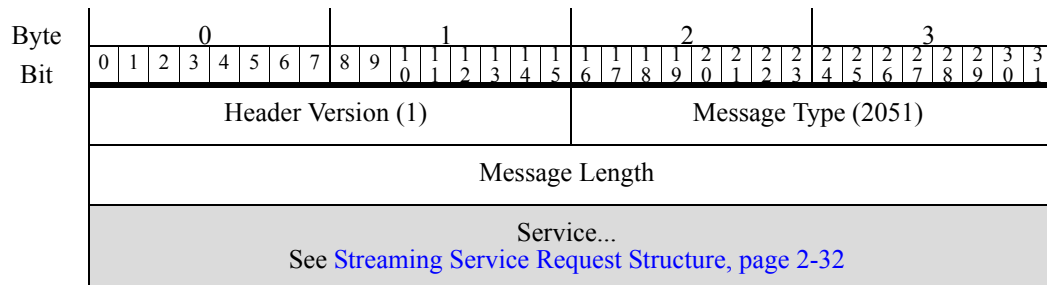 Byte 0 1 2 3
Bit 0 1 2 3 4 5 6 7 8 9 10 11 12 13 14 15 16 17 18 19 20 21 22 23 24 25 26 27 28 29 30 31
Header Version (1) Message Type (2051)
Message Length
Service...
See Streaming Service Request Structure, page 2-32